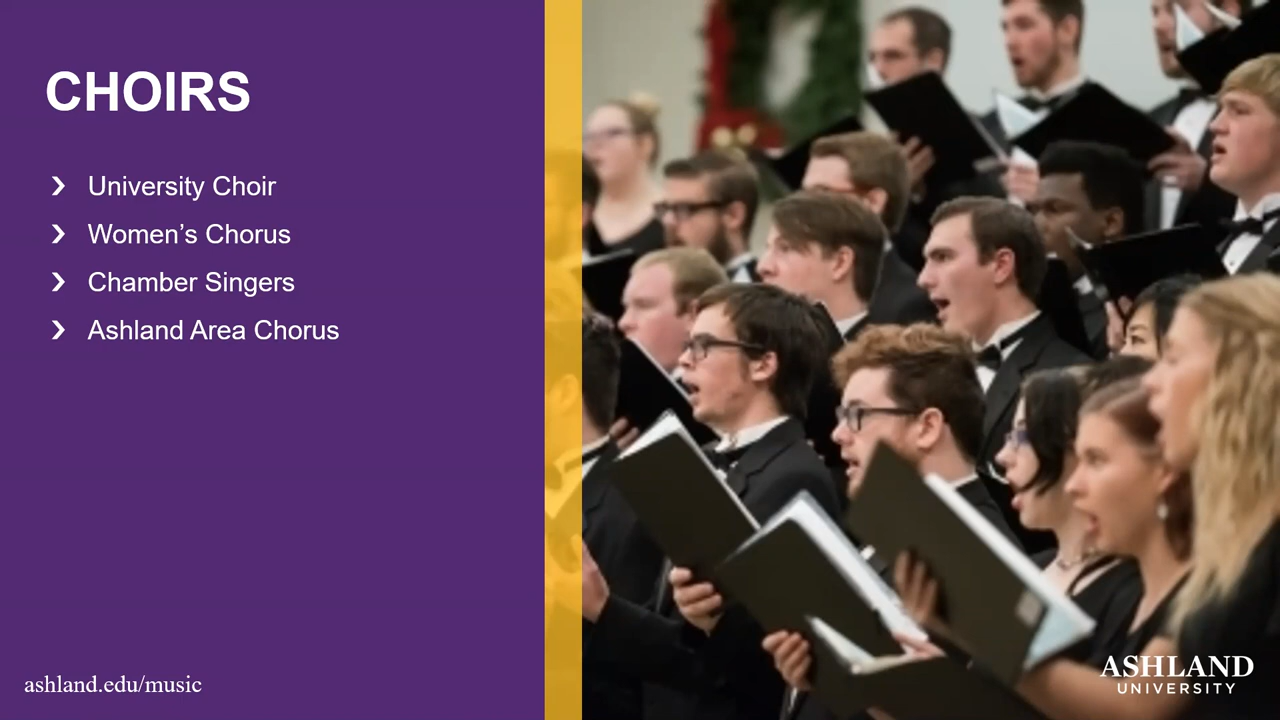 CHOIRS
❯ University Choir
❯ Women’s Chorus
❯ Chamber Singers
❯ Ashland Area Chorus
ashland.edu/music
ASHLAND
UNIVERSITY